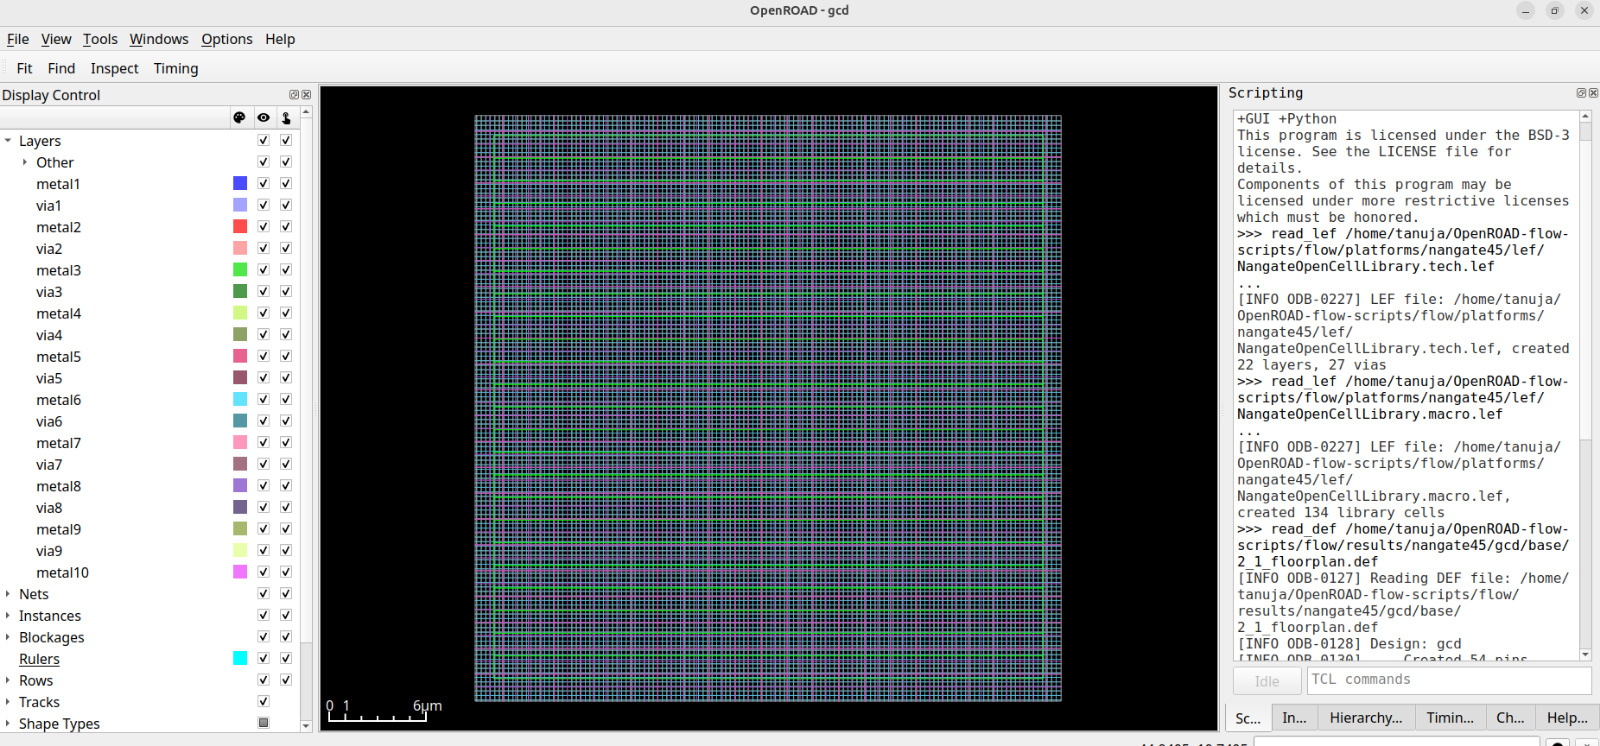 OpenROAD - gcd
File View Tools Windows Options Help
Fit Find Inspect Timing
Display Control
Layers
Other
metal1
via1
metal2
via2
metal3
via3
metal4
via4
metal5
via5
metal6
via6
metal7
via7
metal8
via8
metal9
via9
metal10
Nets
Instances
Blockages
Rulers
Rows
Tracks
Shape Types
0 1 6μm
Scripting
+GUI +Python
This program is licensed under the BSD-3
license. See the LICENSE file for
details.
Components of this program may be
licensed under more restrictive licenses
which must be honored.
>>> read_lef /home/tanuja/OpenROAD-flow-
scripts/flow/platforms/nangate45/lef/
NangateOpenCellLibrary.tech.lef
...
[INFO ODB-0227] LEF file: /home/tanuja/
OpenROAD-flow-scripts/flow/platforms/
nangate45/lef/
NangateOpenCellLibrary.tech.lef, created
22 layers, 27 vias
>>> read_lef /home/tanuja/OpenROAD-flow-
scripts/flow/platforms/nangate45/lef/
NangateOpenCellLibrary.macro.lef
...
[INFO ODB-0227] LEF file: /home/tanuja/
OpenROAD-flow-scripts/flow/platforms/
nangate45/lef/
NangateOpenCellLibrary.macro.lef,
created 134 library cells
>>> read_def /home/tanuja/OpenROAD-flow-
scripts/flow/results/nangate45/gcd/base/
2_1_floorplan.def
[INFO ODB-0127] Reading DEF file: /home/
tanuja/OpenROAD-flow-scripts/flow/
results/nangate45/gcd/base/
2_1_floorplan.def
[INFO ODB-0128] Design: gcd
[INFO ODB-0130] Created 54 pins
Idle TCL commands
Sc... In... Hierarchy... Timin... Ch... Help...